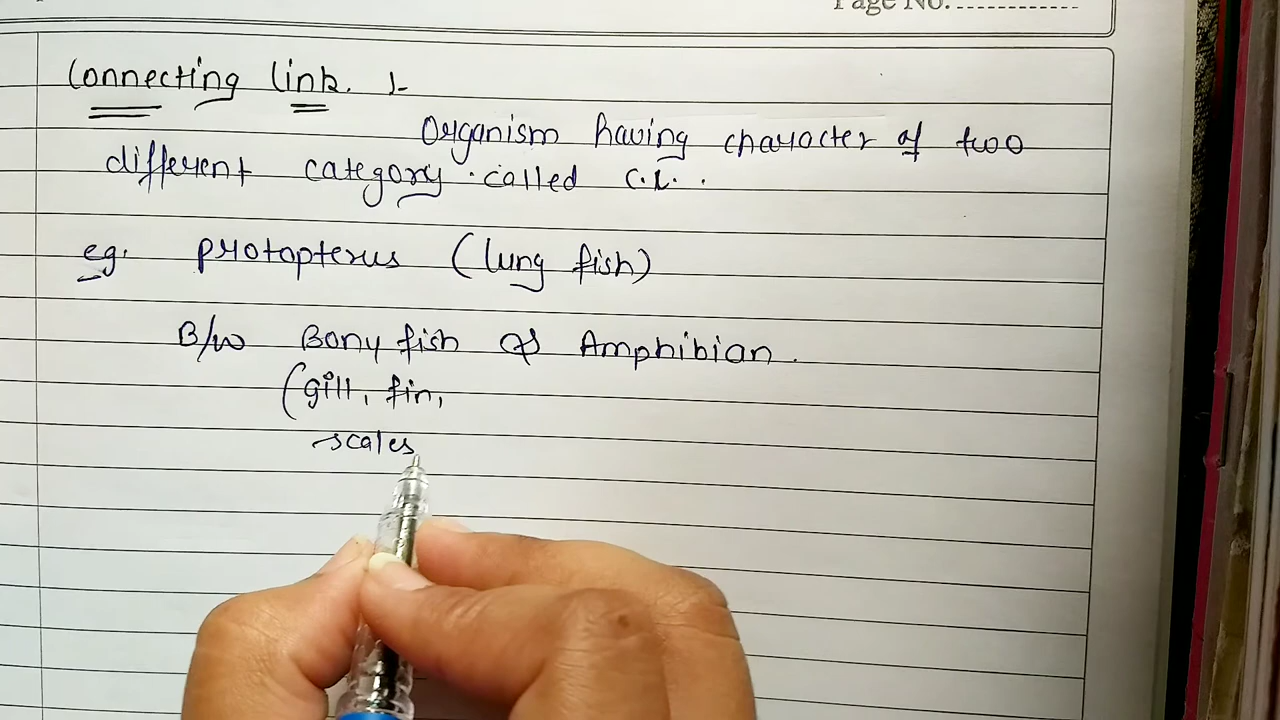 Page No. ------------
Connecting link :-
Organism having character of two
different category called C.L.
eg. Protopterus (lung fish)
B/w Bony fish & Amphibian.
(gill, fin,
scales